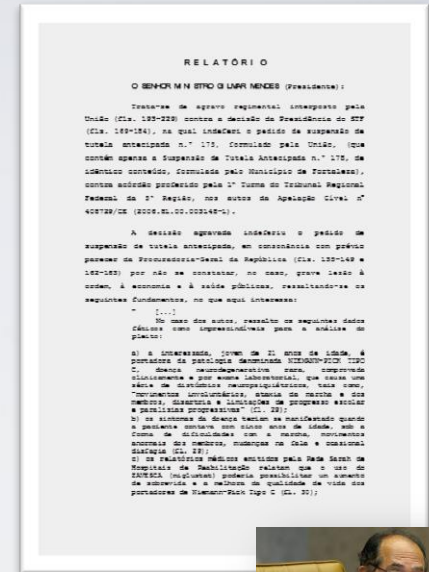 RELATÓRIO
O SENHOR MINISTRO GILMAR MENDES (Presidente):
Trata-se de agravo regimental interposto pela
União (fls. 185-229) contra a decisão da Presidência do STF
(fls. 169-184), na qual indeferi o pedido de suspensão de
tutela antecipada n.º 175, formulado pela União, (que
contém apensa a Suspensão de Tutela Antecipada n.º 178, de
idêntico conteúdo, formulada pelo Município de Fortaleza),
contra acórdão proferido pela 1ª Turma do Tribunal Regional
Federal da 5ª Região, nos autos da Apelação Cível nº
408729/CE (2006.81.00.003148-1).
A decisão agravada indeferiu o pedido de
suspensão de tutela antecipada, em consonância com prévio
parecer da Procuradoria-Geral da República (fls. 139-149 e
162-163) por não se constatar, no caso, grave lesão à
ordem, à economia e à saúde públicas, ressaltando-se os
seguintes fundamentos, no que aqui interessa:
" [...]
No caso dos autos, ressalto os seguintes dados
fáticos como imprescindíveis para a análise do
pleito:
a) a interessada, jovem de 21 anos de idade, é
portadora da patologia denominada NIEMANN-PICK TIPO
C, doença neurodegenerativa rara, comprovada
clinicamente e por exame laboratorial, que causa uma
série de distúrbios neuropsiquiátricos, tais como,
"movimentos involuntários, ataxia da marcha e dos
membros, disartria e limitações de progresso escolar
e paralisias progressivas" (fl. 29);
b) os sintomas da doença teriam se manifestado quando
a paciente contava com cinco anos de idade, sob a
forma de dificuldades com a marcha, movimentos
anormais dos membros, mudanças na fala e ocasional
disfagia (fl. 29);
c) os relatórios médicos emitidos pela Rede Sarah de
Hospitais de Reabilitação relatam que o uso do
ZAVESCA (miglustat) poderia possibilitar um aumento
de sobrevida e a melhora da qualidade de vida dos
portadores de Niemann-Pick Tipo C (fl. 30);